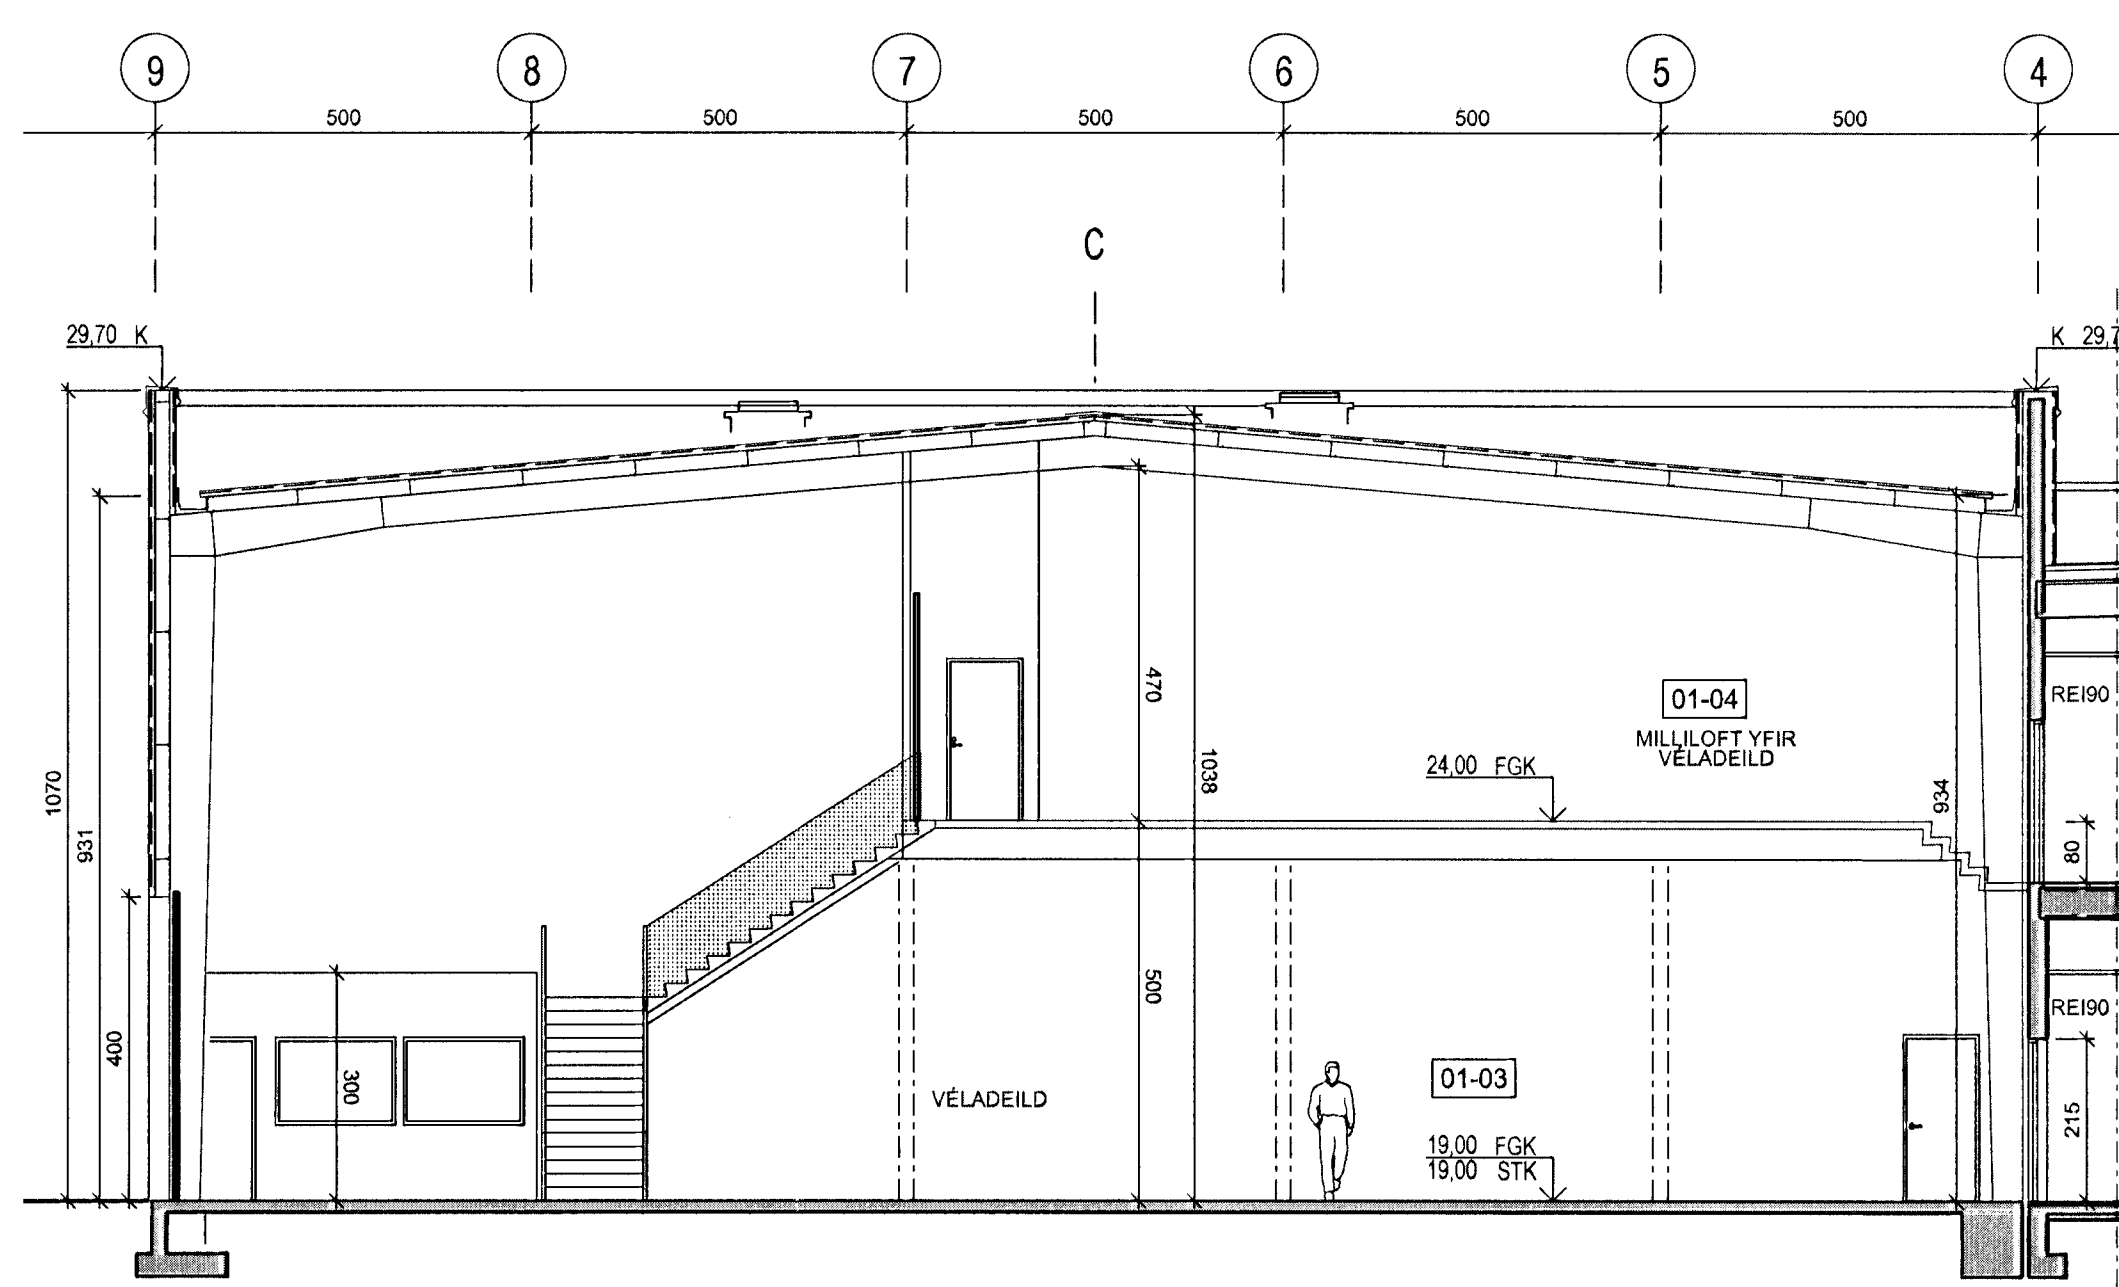 9 8 7 6 5 4
500 500 500 500 500
C
29,70 K
K 29,7
470
01-04
REI90
MILLILOFT YFIR
VÉLADEILD
24,00 FGK
1038
1070
934
931
80
500
400
REI90
300
01-03
VÉLADEILD
215
19,00 FGK
19,00 STK